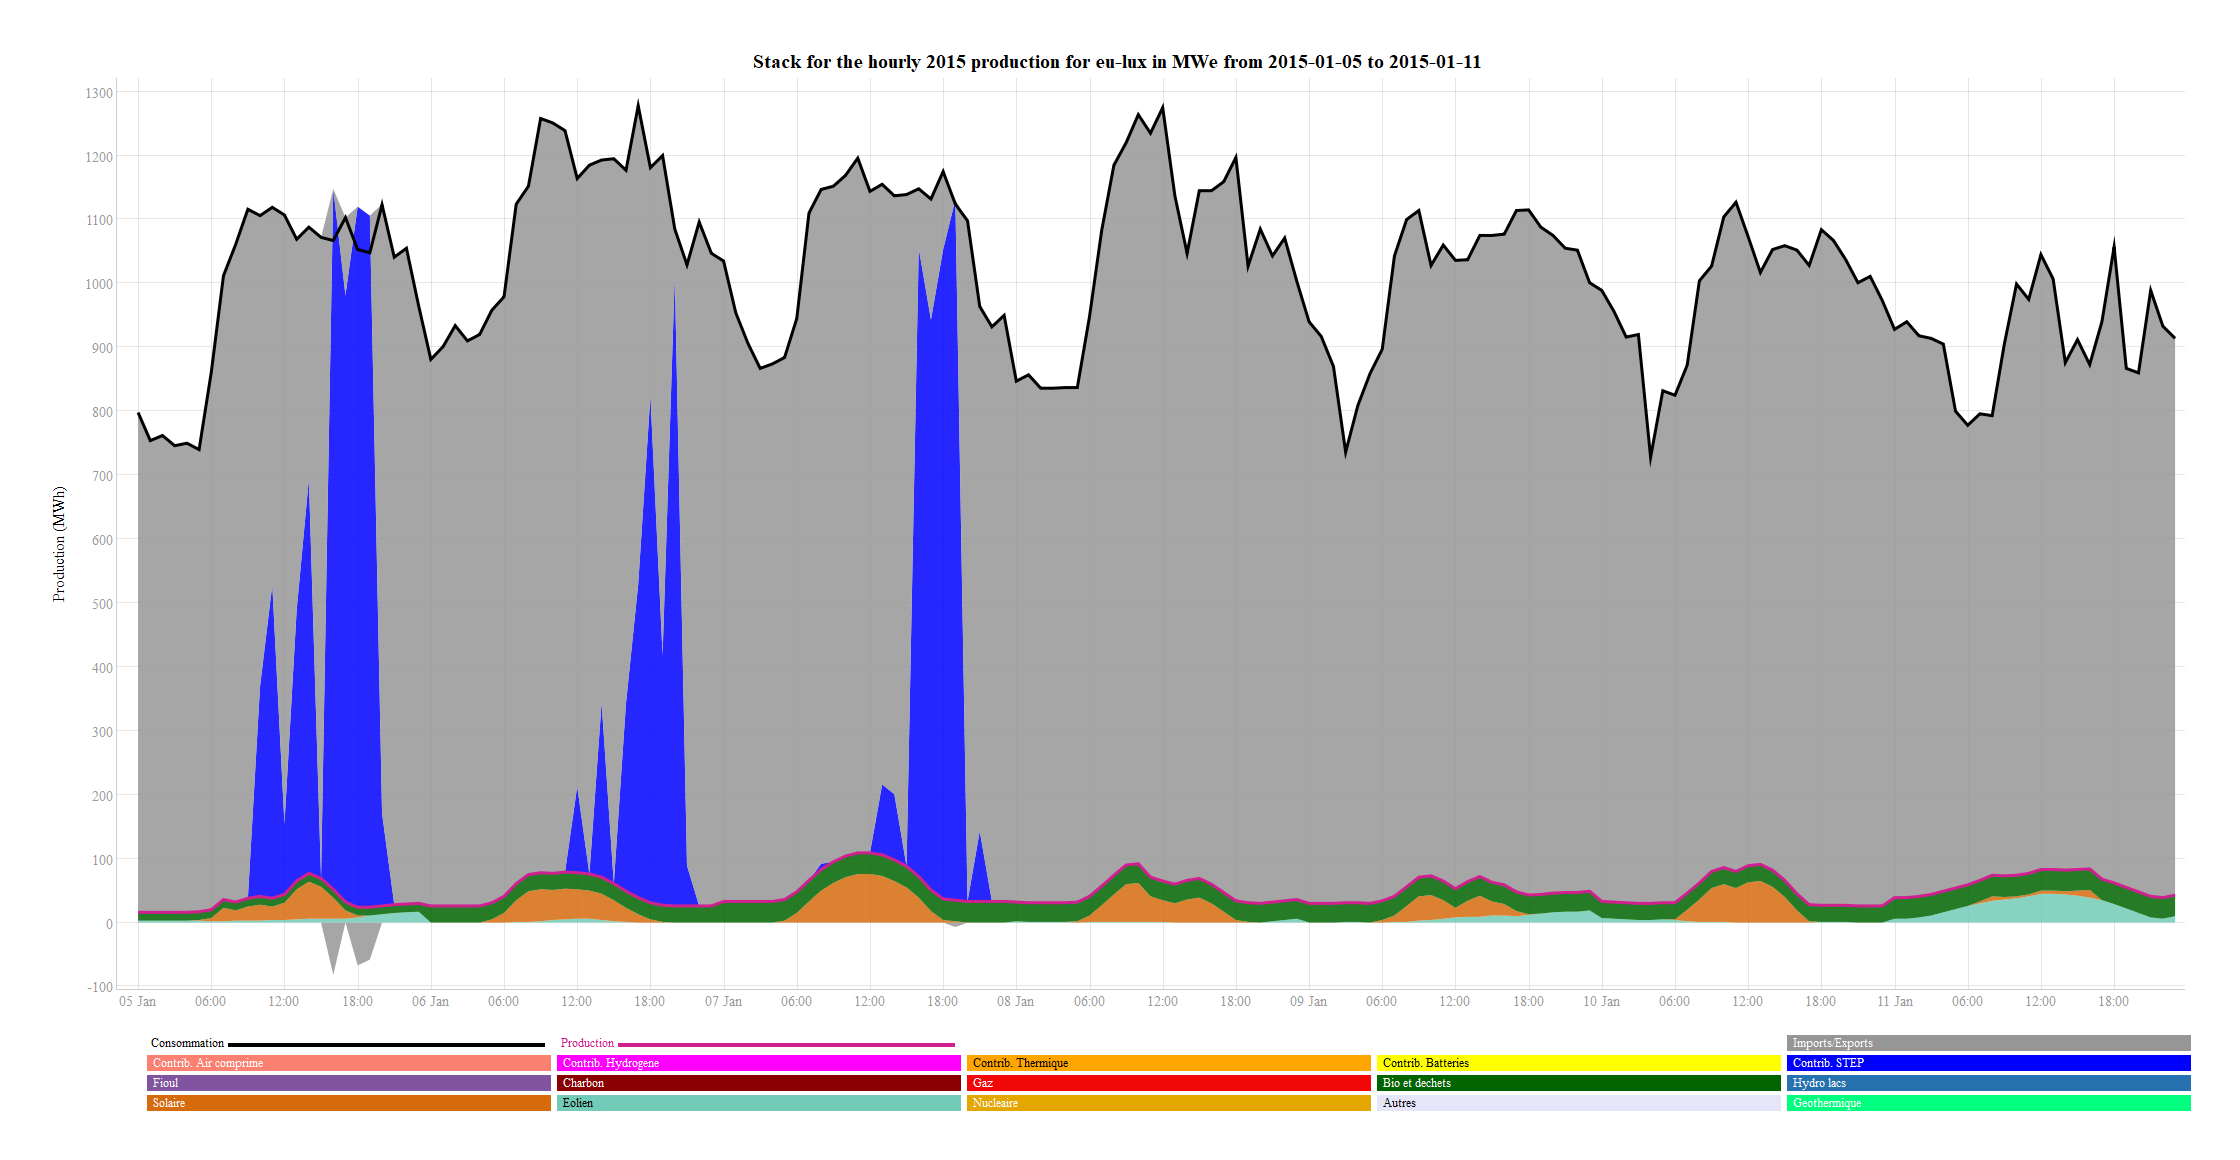 Stack for the hourly 2015 production for eu-lux in MWe from 2015-01-05 to 2015-01-11
1300
1200
1100
1000
900
800
700
600
500
400
300
200
100
0
-100
Production (MWh)
05 Jan 06:00 12:00 18:00 06 Jan 06:00 12:00 18:00 07 Jan 06:00 12:00 18:00 08 Jan 06:00 12:00 18:00 09 Jan 06:00 12:00 18:00 10 Jan 06:00 12:00 18:00 11 Jan 06:00 12:00 18:00
Consommation Production Imports/Exports
Contrib. Air comprime Contrib. Hydrogene Contrib. Thermique Contrib. Batteries Contrib. STEP
Fioul Charbon Gaz Bio et dechets Hydro lacs
Solaire Eolien Nucleaire Autres Geothermique